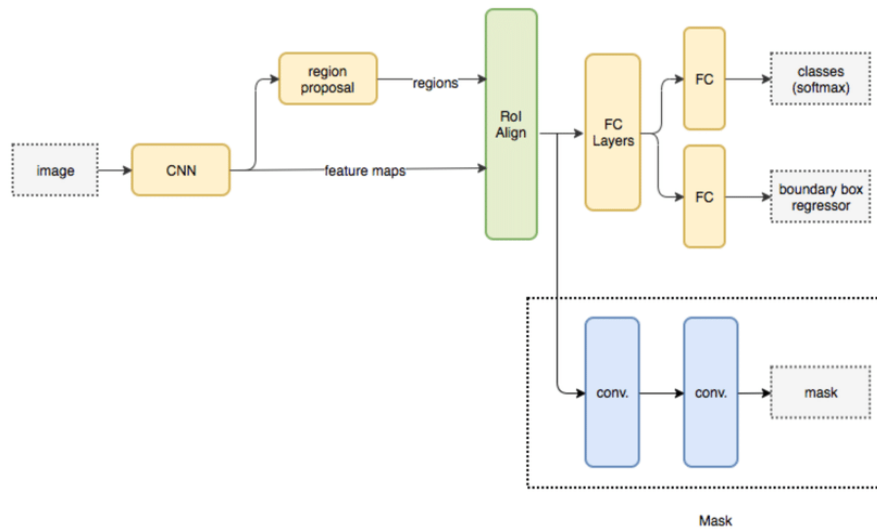 image
CNN
region
proposal
regions
feature maps
RoI
Align
FC
Layers
FC
classes
(softmax)
FC
boundary box
regressor
conv.
conv.
mask
Mask